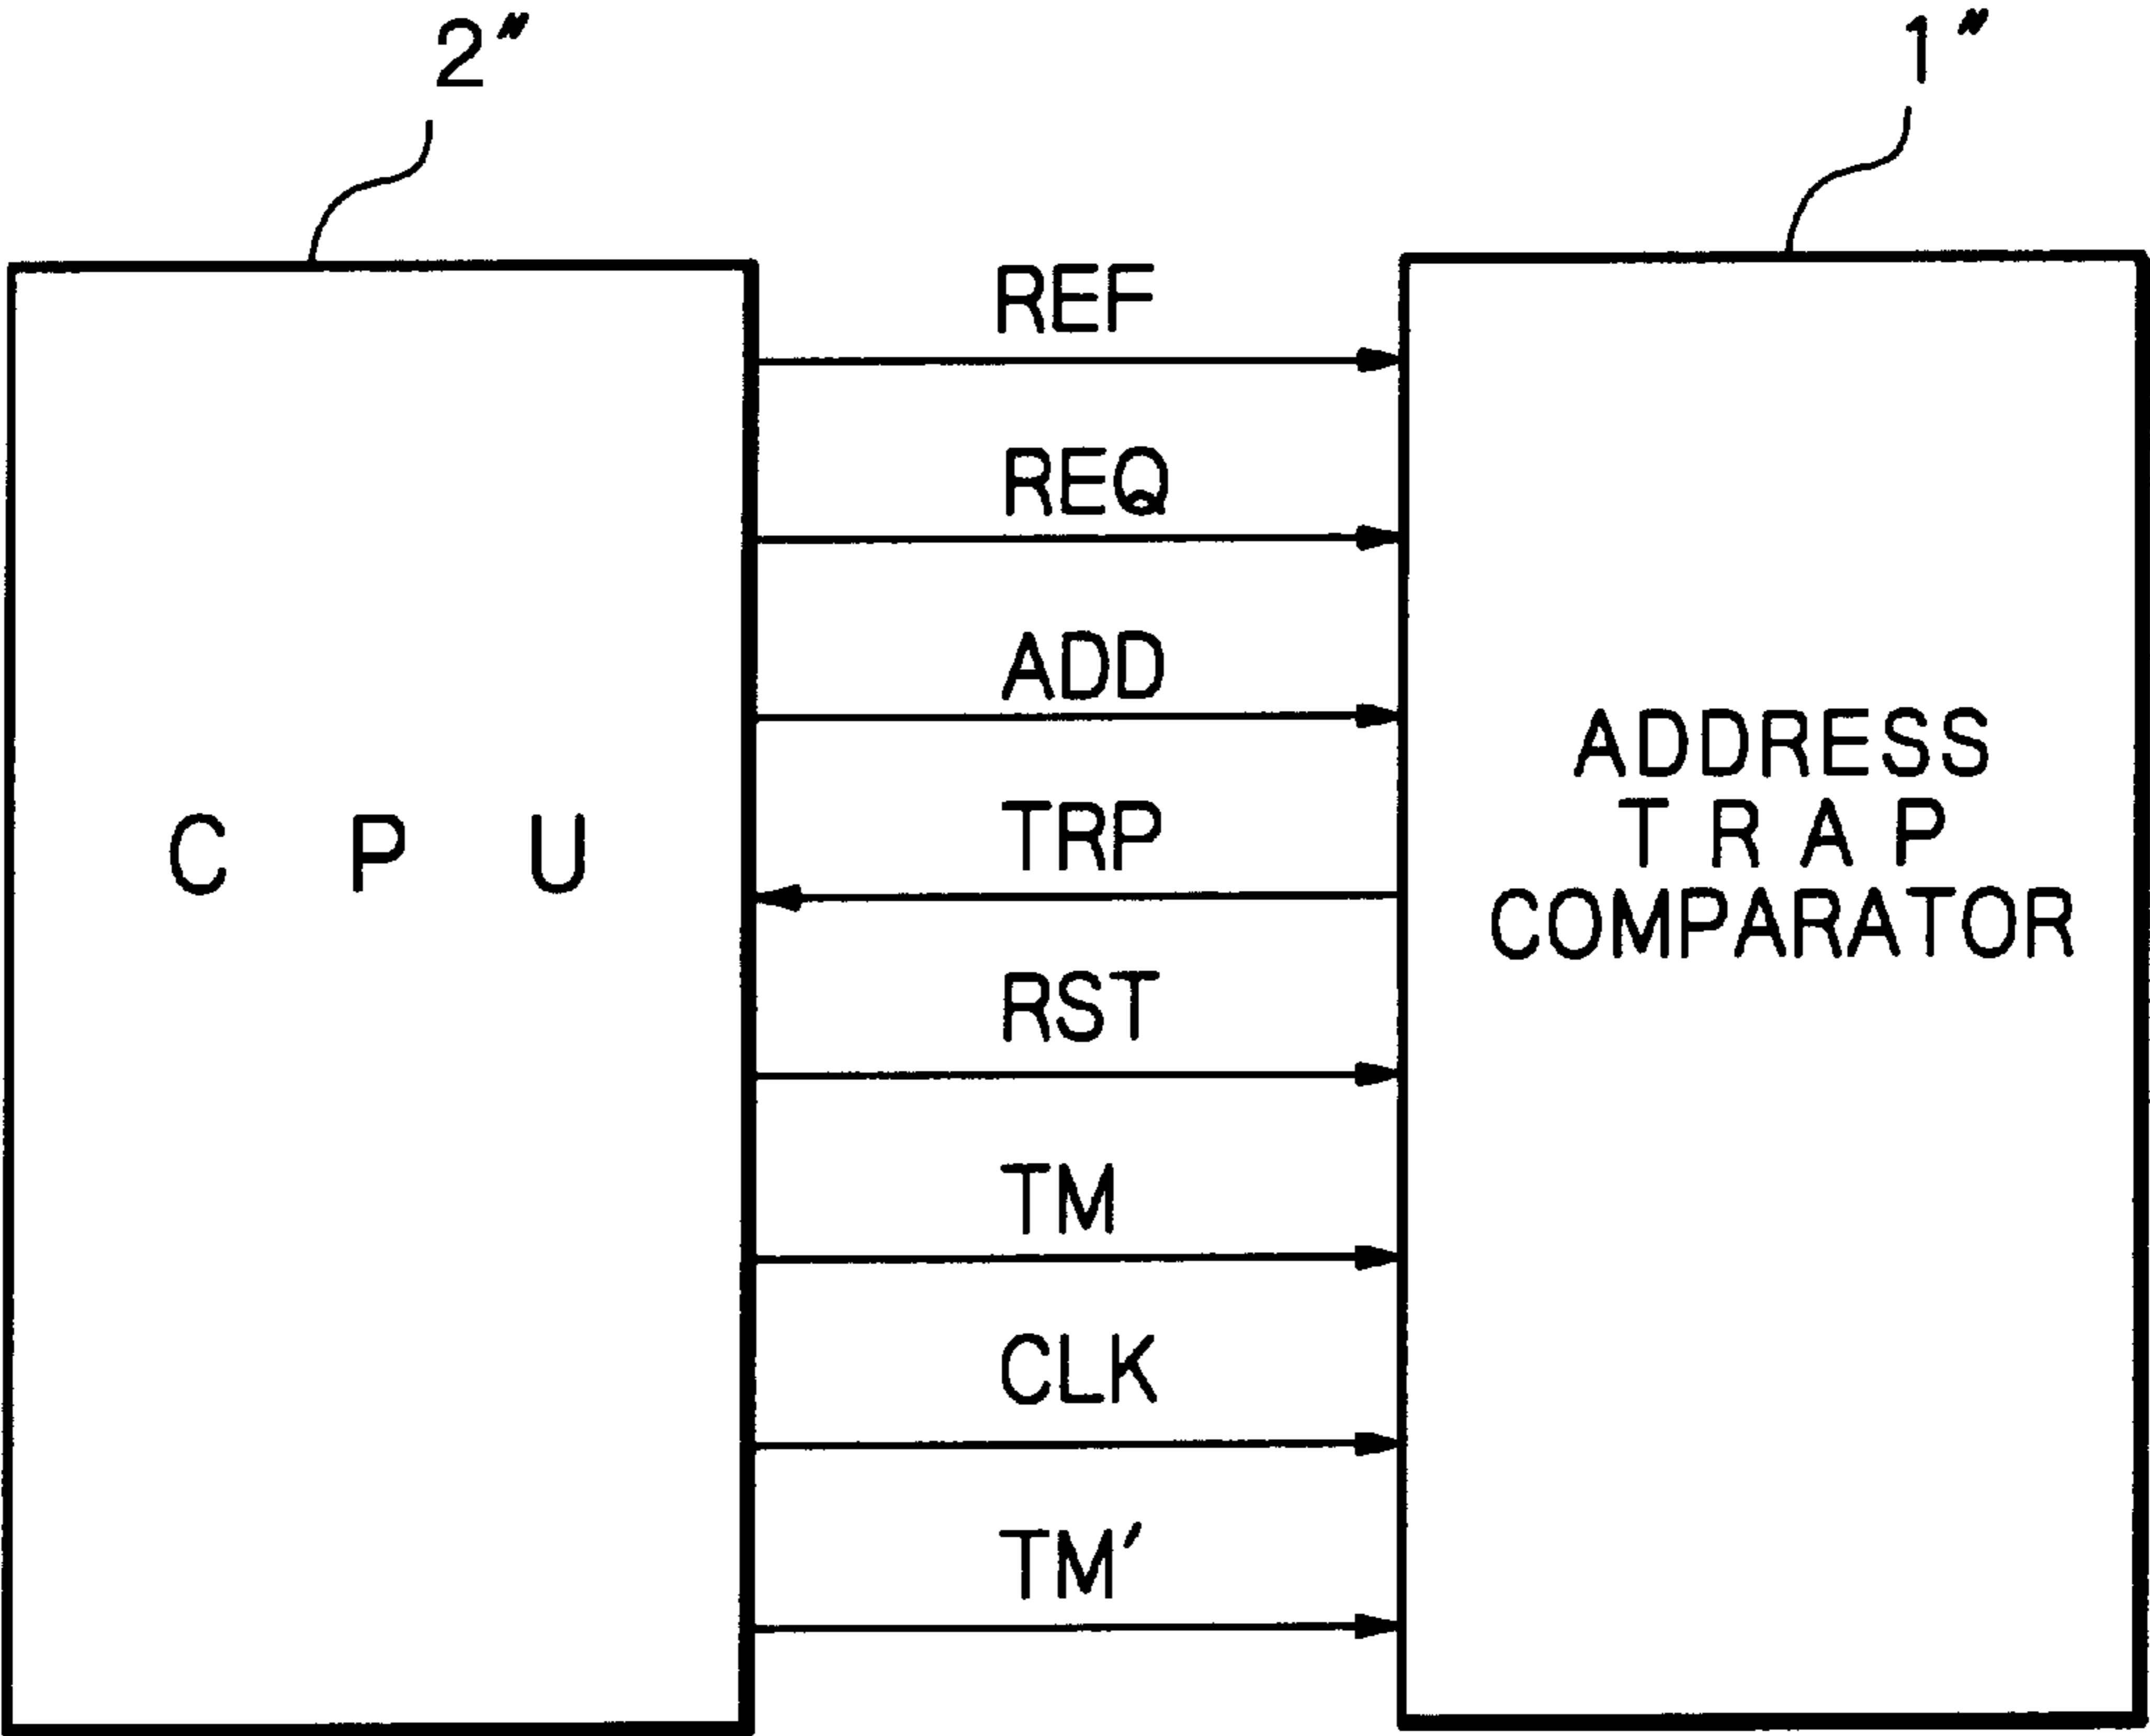 2″
1″
REF
REQ
ADD
TRP
RST
TM
CLK
TM′
C P U
ADDRESS
T R A P
COMPARATOR